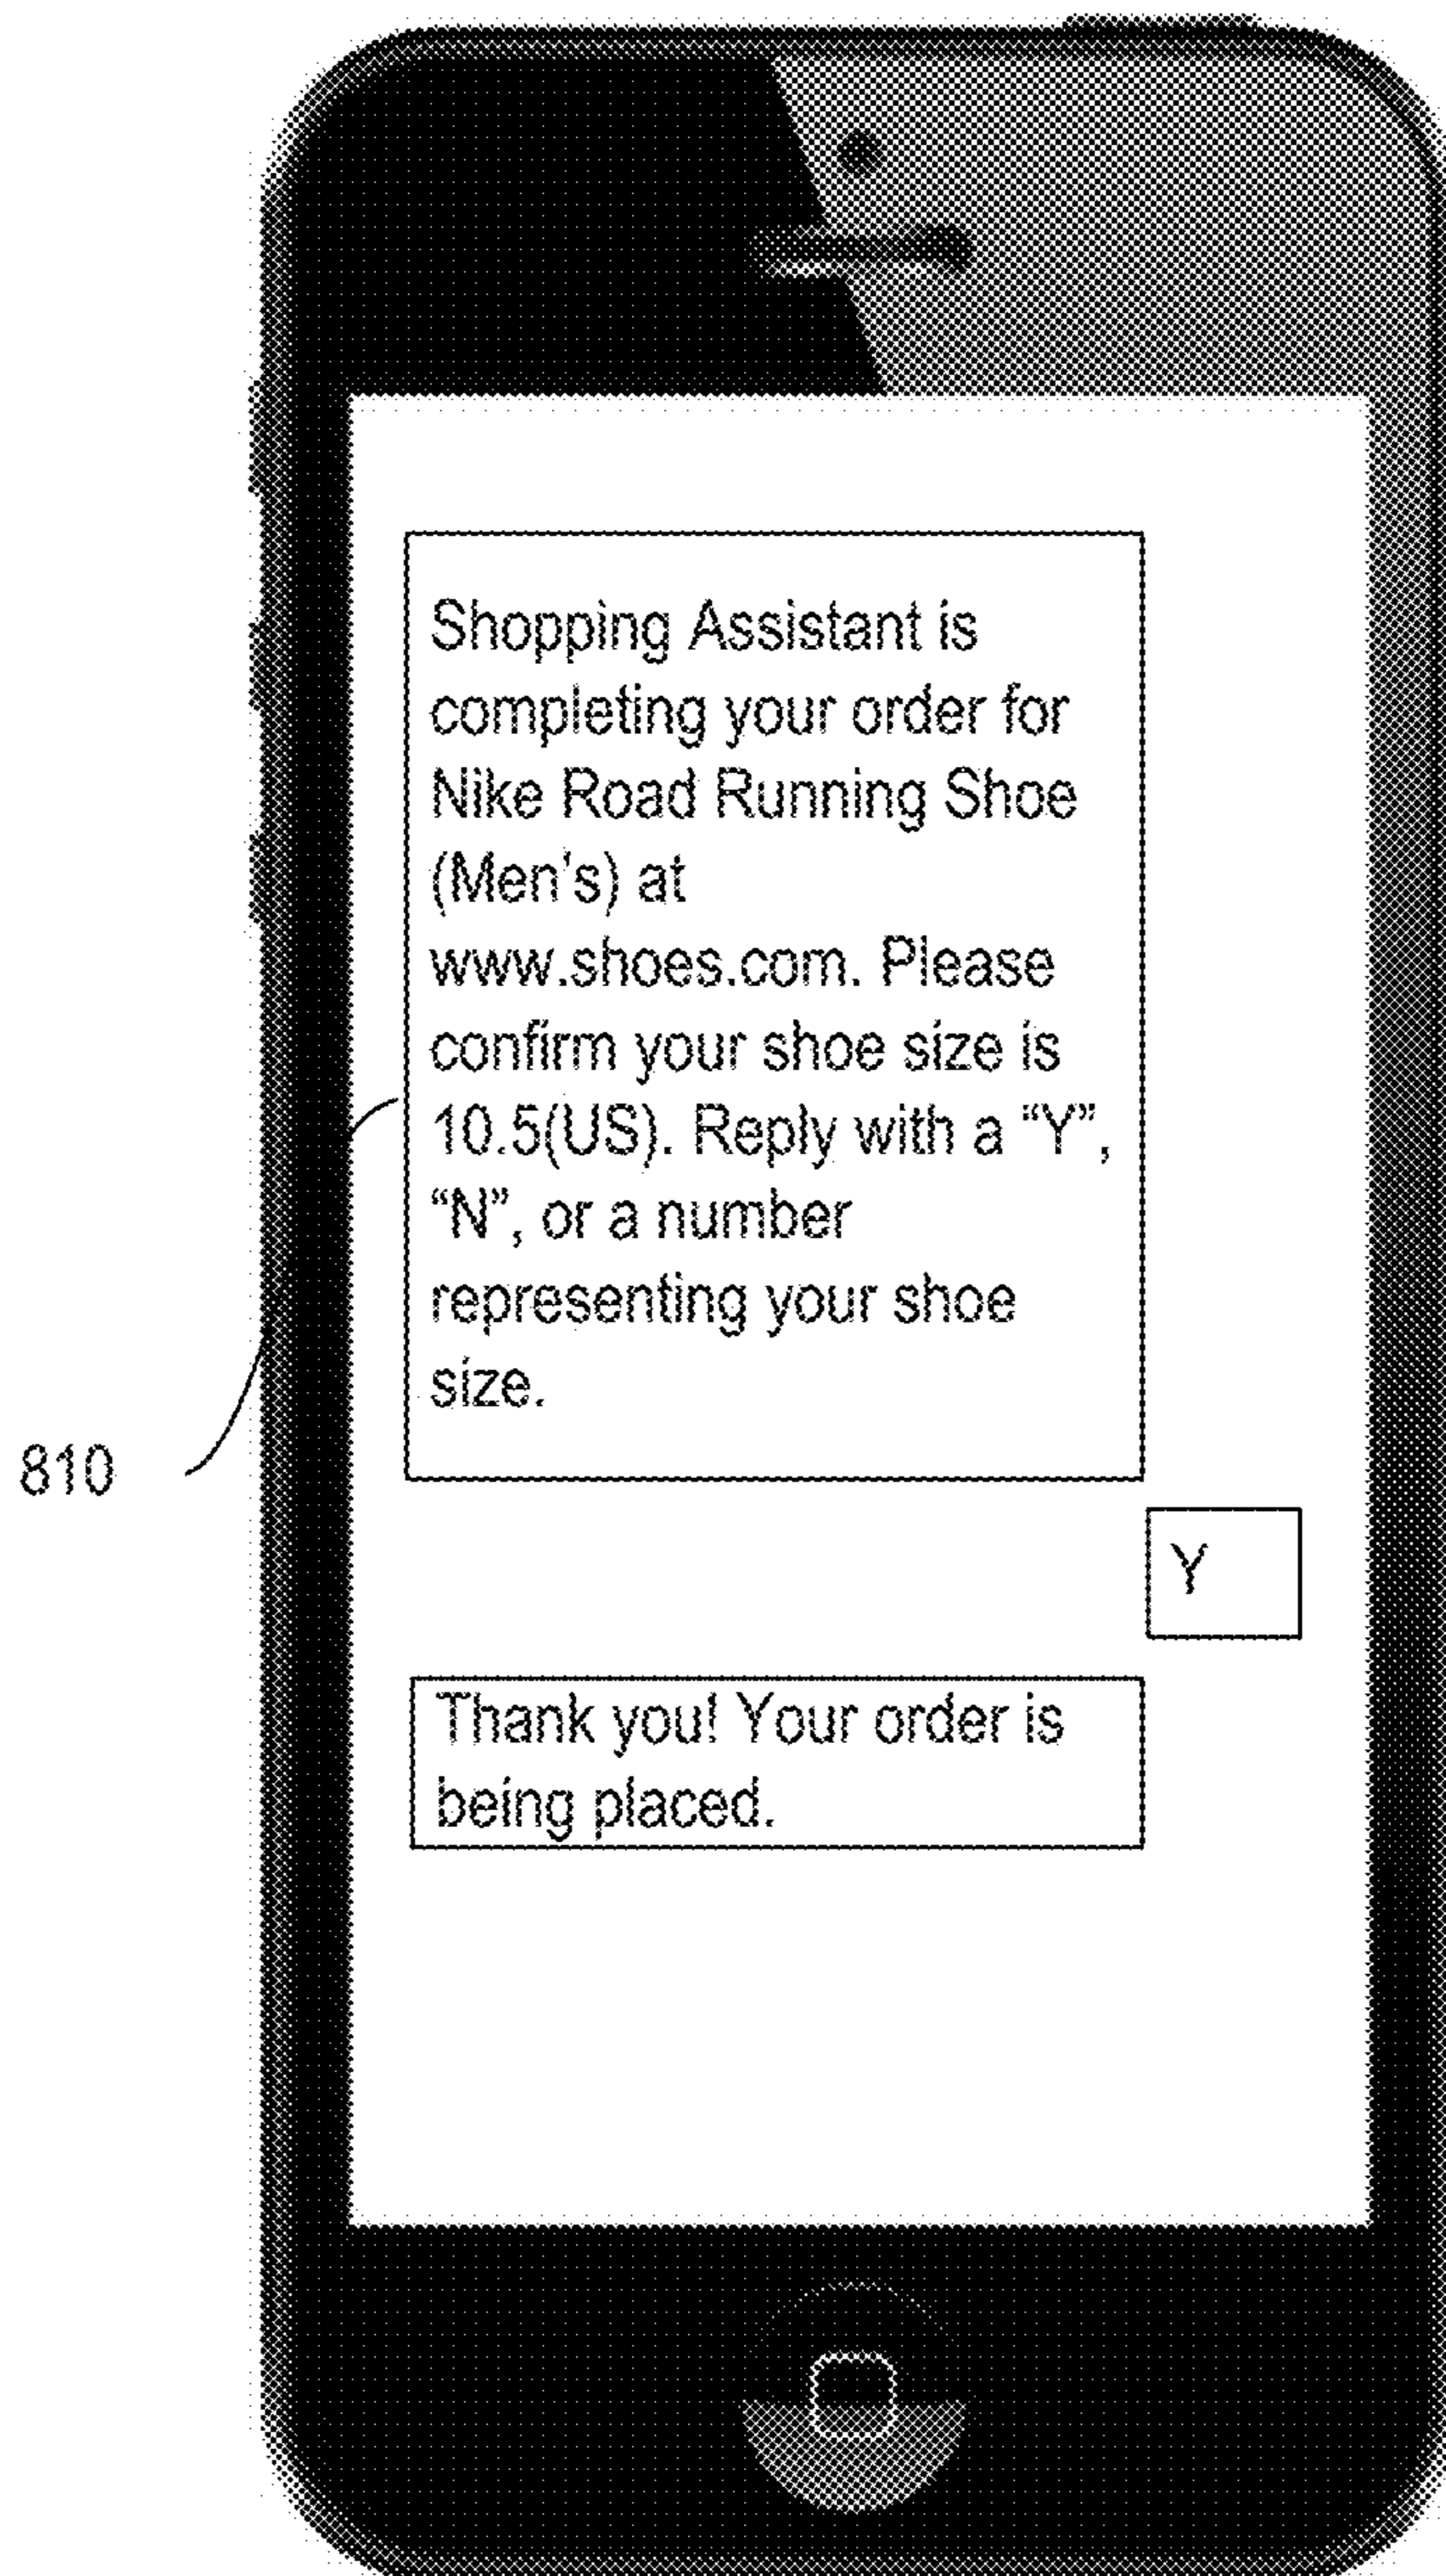 Shopping Assistant is
completing your order for
Nike Road Running Shoe
(Men's) at
www.shoes.com. Please
confirm your shoe size is
10.5(US). Reply with a “Y”,
“N”, or a number
representing your shoe
size.
810
Y
Thank you! Your order is
being placed.